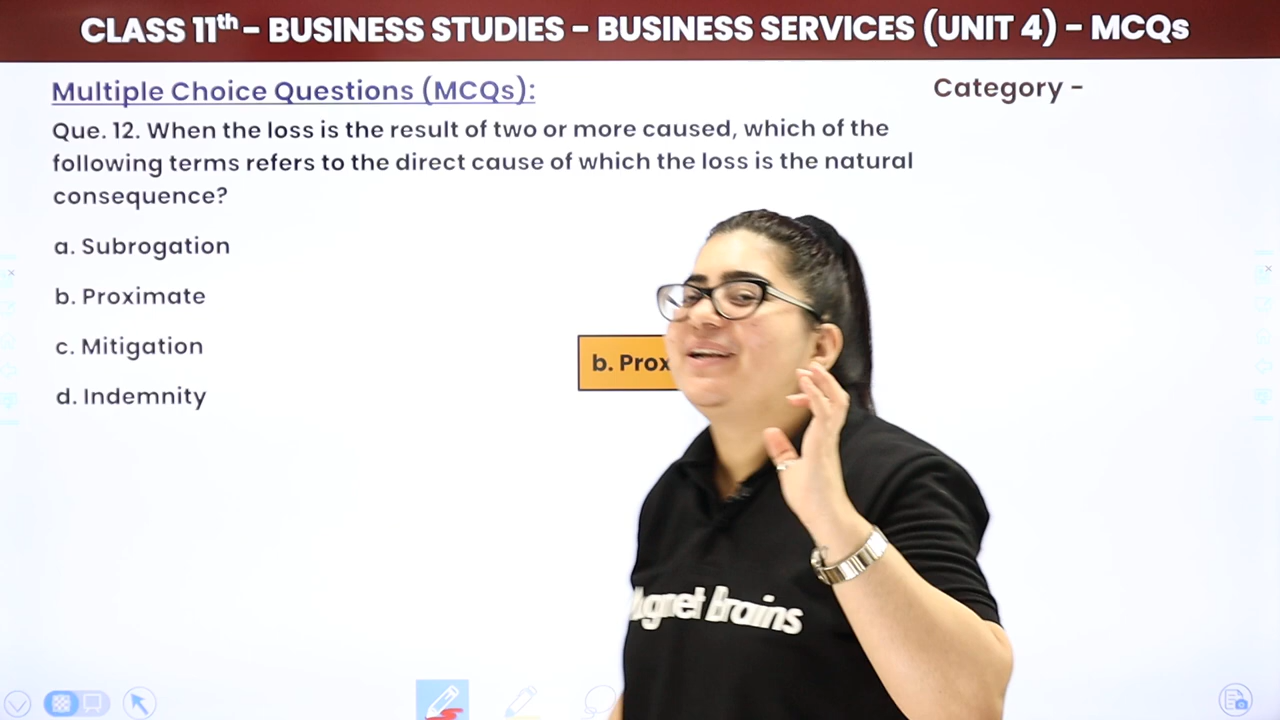 CLASS 11th - BUSINESS STUDIES - BUSINESS SERVICES (UNIT 4) - MCQs
Multiple Choice Questions (MCQs):
Category -
Que. 12. When the loss is the result of two or more caused, which of the
following terms refers to the direct cause of which the loss is the natural
consequence?
a. Subrogation
b. Proximate
c. Mitigation
d. Indemnity
b. Prox
Brains